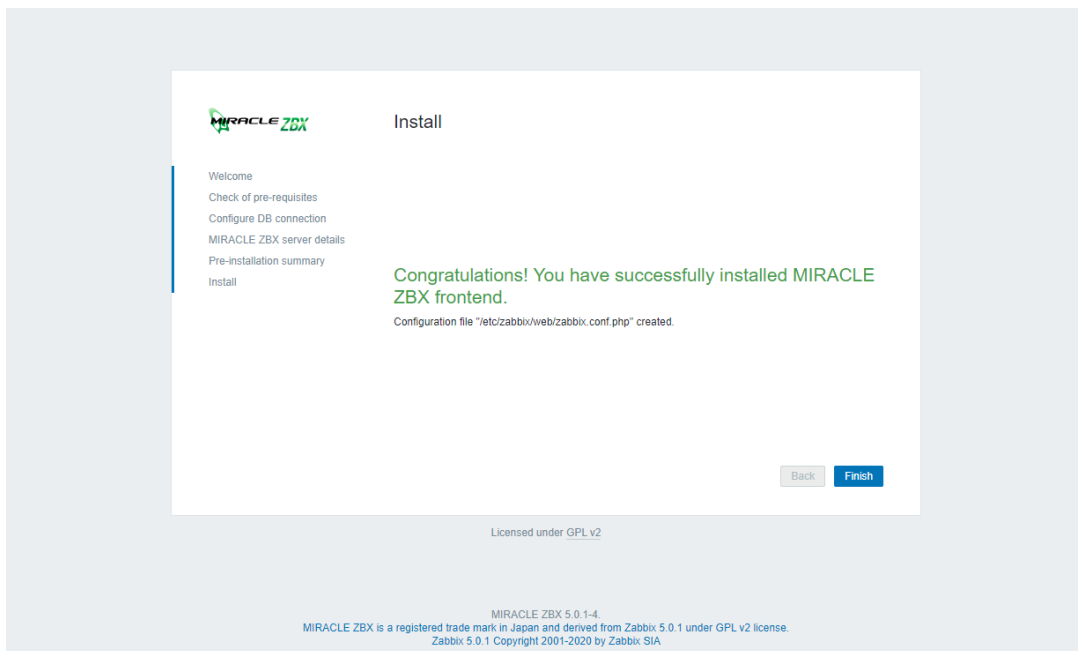 MIRACLE ZBX
Install
Welcome
Check of pre-requisites
Configure DB connection
MIRACLE ZBX server details
Pre-installation summary
Install
Congratulations! You have successfully installed MIRACLE
ZBX frontend.
Configuration file "/etc/zabbix/web/zabbix.conf.php" created.
Back
Finish
Licensed under GPL v2
MIRACLE ZBX 5.0.1-4.
MIRACLE ZBX is a registered trade mark in Japan and derived from Zabbix 5.0.1 under GPL v2 license.
Zabbix 5.0.1 Copyright 2001-2020 by Zabbix SIA